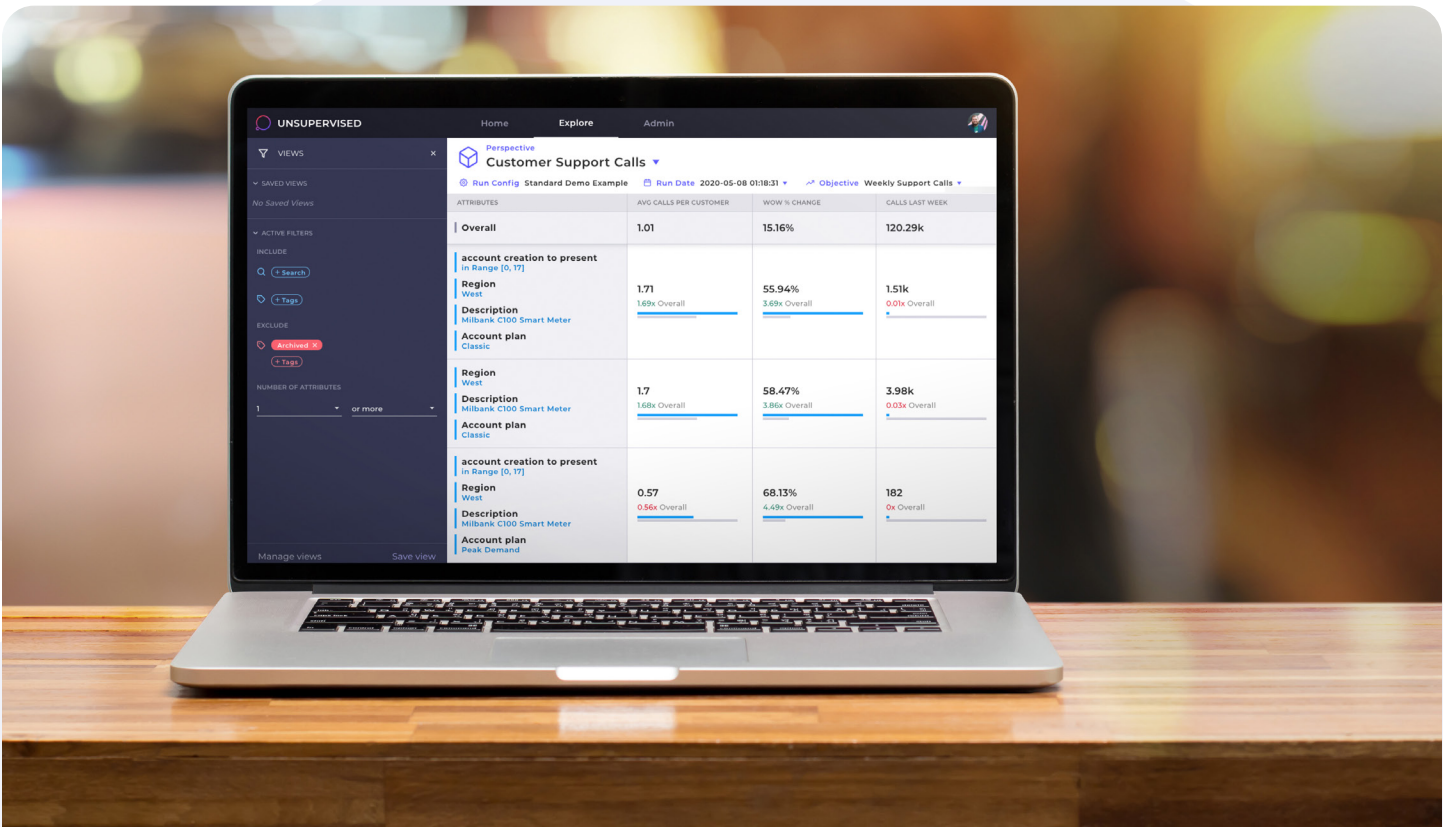 UNSUPERVISED
Home Explore Admin
VIEWS ×
SAVED VIEWS
No Saved Views
ACTIVE FILTERS
INCLUDE
+ Search
+ Tags
EXCLUDE
Archived ×
+ Tags
NUMBER OF ATTRIBUTES
1 or more
Manage views Save view
Perspective
Customer Support Calls
Run Config Standard Demo Example Run Date 2020-05-08 01:18:31 Objective Weekly Support Calls
ATTRIBUTES AVG CALLS PER CUSTOMER WOW % CHANGE CALLS LAST WEEK
Overall 1.01 15.16% 120.29k
account creation to present
in Range [0, 17]
Region
West
Description
Milbank C100 Smart Meter
Account plan
Classic
1.71 55.94% 1.51k
1.69x Overall 3.69x Overall 0.01x Overall
Region
West
Description
Milbank C100 Smart Meter
Account plan
Classic
1.7 58.47% 3.98k
1.68x Overall 3.86x Overall 0.03x Overall
account creation to present
in Range [0, 17]
Region
West
Description
Milbank C100 Smart Meter
Account plan
Peak Demand
0.57 68.13% 182
0.56x Overall 4.49x Overall 0x Overall